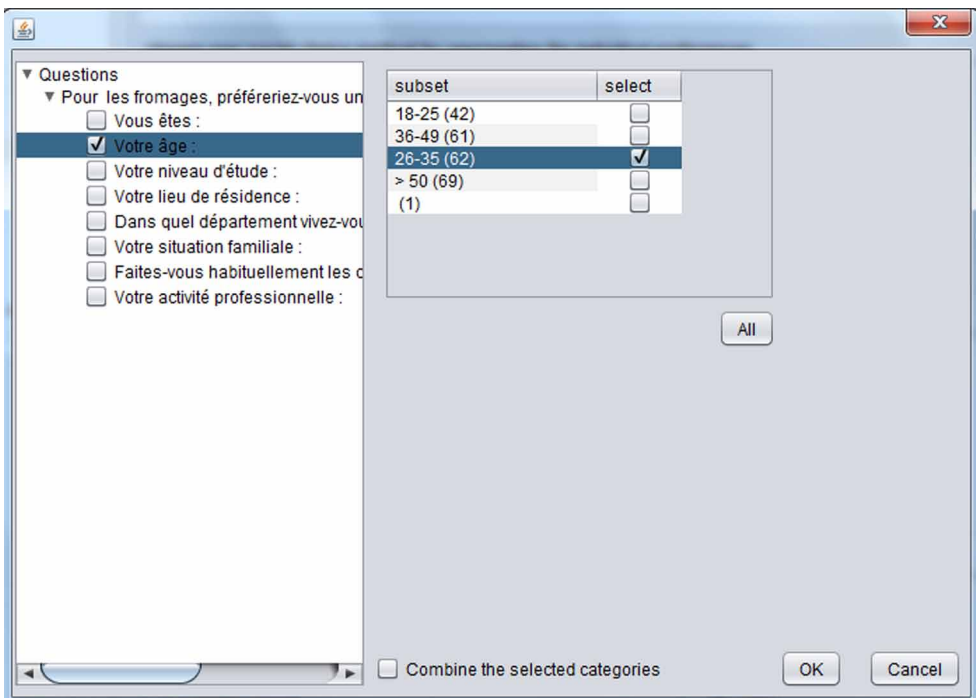 Questions
Pour les fromages, préféreriez-vous un
Vous êtes :
Votre âge :
Votre niveau d'étude :
Votre lieu de résidence :
Dans quel département vivez-vou
Votre situation familiale :
Faites-vous habituellement les c
Votre activité professionnelle :
subset select
18-25 (42)
36-49 (61)
26-35 (62)
> 50 (69)
(1)
All
Combine the selected categories
OK Cancel